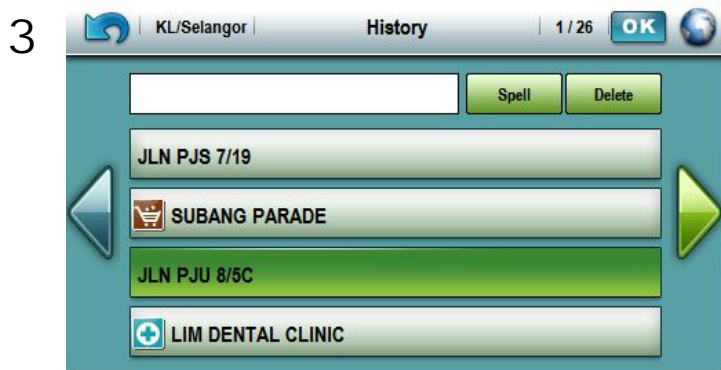 3
KL/Selangor History 1 / 26 OK
Spell Delete
JLN PJS 7/19
SUBANG PARADE
JLN PJU 8/5C
LIM DENTAL CLINIC